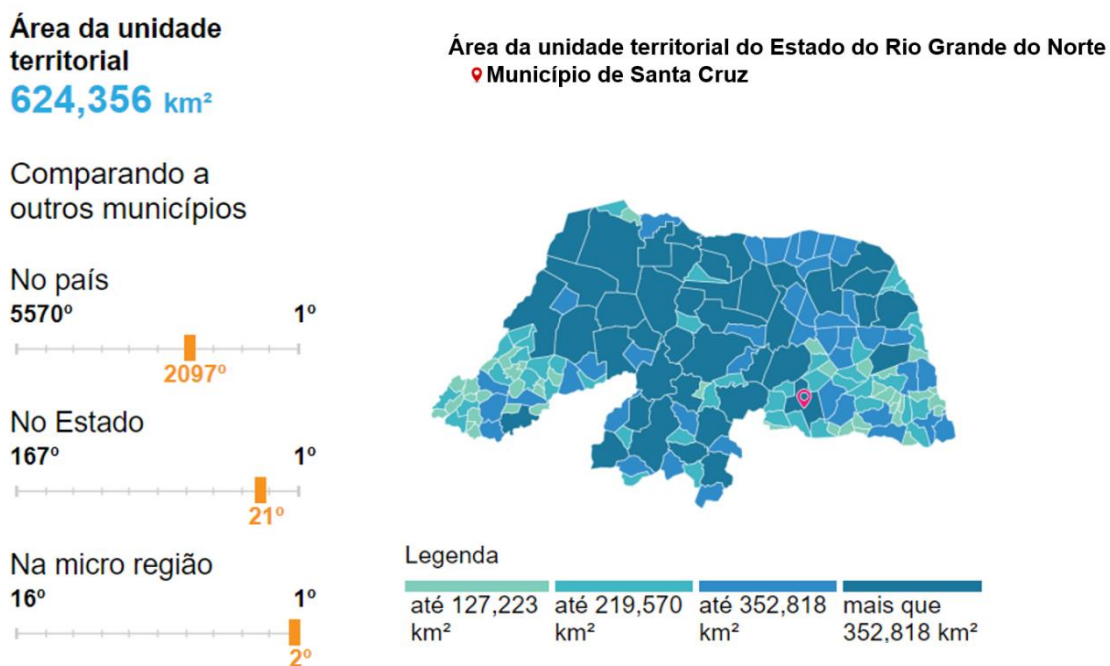 Área da unidade
territorial
624,356 km²
Comparando a
outros municípios
No país
5570º 1º
2097º
No Estado
167º 1º
21º
Na micro região
16º 1º
2º
Área da unidade territorial do Estado do Rio Grande do Norte
Município de Santa Cruz
Legenda
até 127,223
km²
até 219,570
km²
até 352,818
km²
mais que
352,818 km²